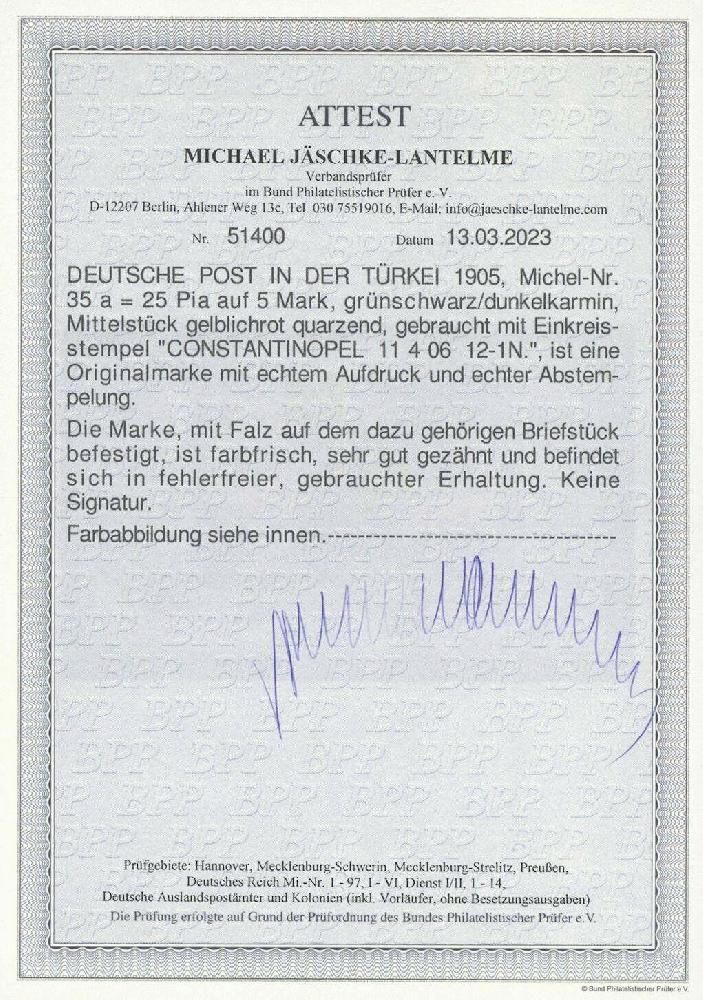 ATTEST
MICHAEL JÄSCHKE-LANTELME
Verbandsprüfer
im Bund Philatelistischer Prüfer e. V.
D-12207 Berlin, Ahlener Weg 13c, Tel 030 75519016, E-Mail: info@jaeschke-lantelme.com
Nr. 51400 Datum 13.03.2023
DEUTSCHE POST IN DER TÜRKEI 1905, Michel-Nr.
35 a = 25 Pia auf 5 Mark, grünschwarz/dunkelkarmin,
Mittelstück gelblichrot quarzend, gebraucht mit Einkreis-
stempel "CONSTANTINOPEL 11 4 06 12-1N.", ist eine
Originalmarke mit echtem Aufdruck und echter Abstem-
pelung.
Die Marke, mit Falz auf dem dazu gehörigen Briefstück
befestigt, ist farbfrisch, sehr gut gezähnt und befindet
sich in fehlerfreier, gebrauchter Erhaltung. Keine
Signatur.
Farbabbildung siehe innen.------------------------------------
Prüfgebiete: Hannover, Mecklenburg-Schwerin, Mecklenburg-Strelitz, Preußen,
Deutsches Reich Mi.-Nr. 1 - 97, I - VI, Dienst I/II, 1 - 14,
Deutsche Auslandspostämter und Kolonien (inkl. Vorläufer, ohne Besetzungsausgaben)
Die Prüfung erfolgte auf Grund der Prüfordnung des Bundes Philatelistischer Prüfer e.V.
© Bund Philatelistischer Prüfer e.V.